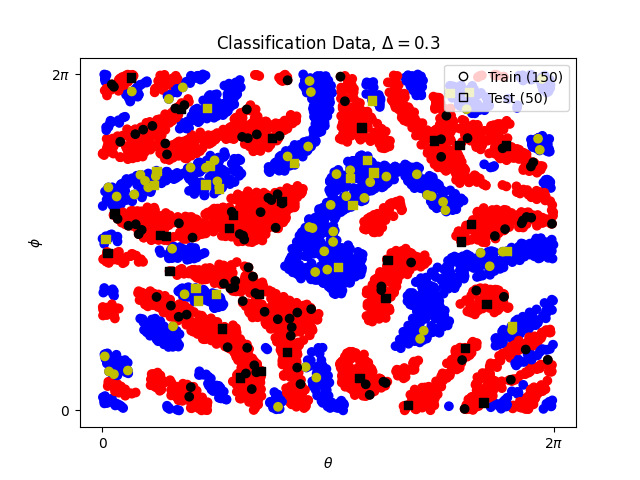 Classification Data, Δ = 0.3
2π
Train (150)
Test (50)
ϕ
0
0
2π
θ